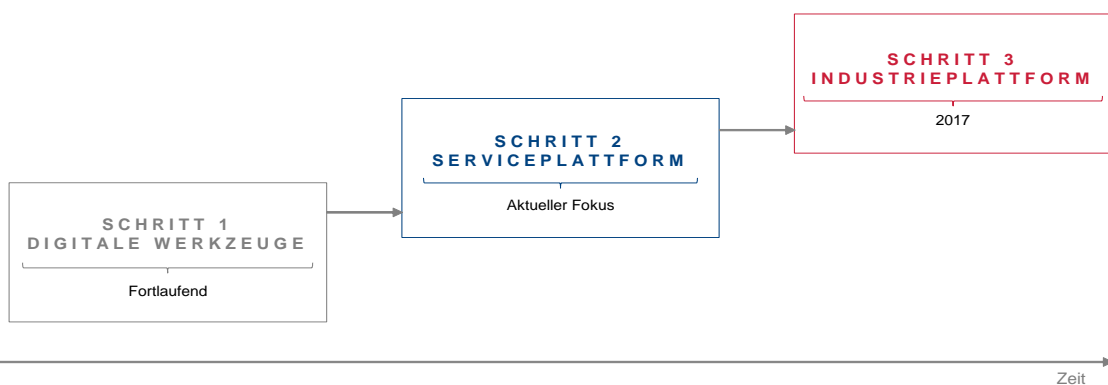 SCHRITT 1
DIGITALE WERKZEUGE
Fortlaufend
SCHRITT 2
SERVICEPLATTFORM
Aktueller Fokus
SCHRITT 3
INDUSTRIEPLATTFORM
2017
Zeit